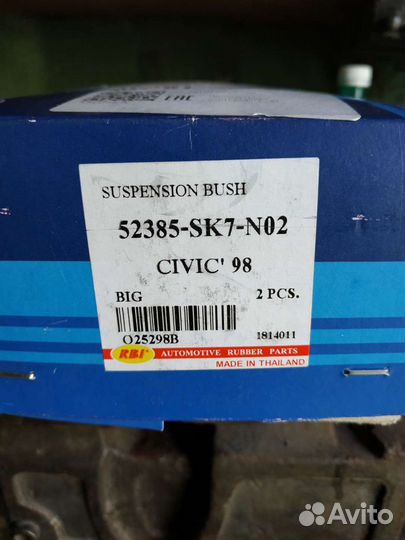 EAC
SUSPENSION BUSH
52385-SK7-N02
CIVIC' 98
BIG 2 PCS.
O25298B 1814011
RBI AUTOMOTIVE RUBBER PARTS
MADE IN THAILAND
Avito